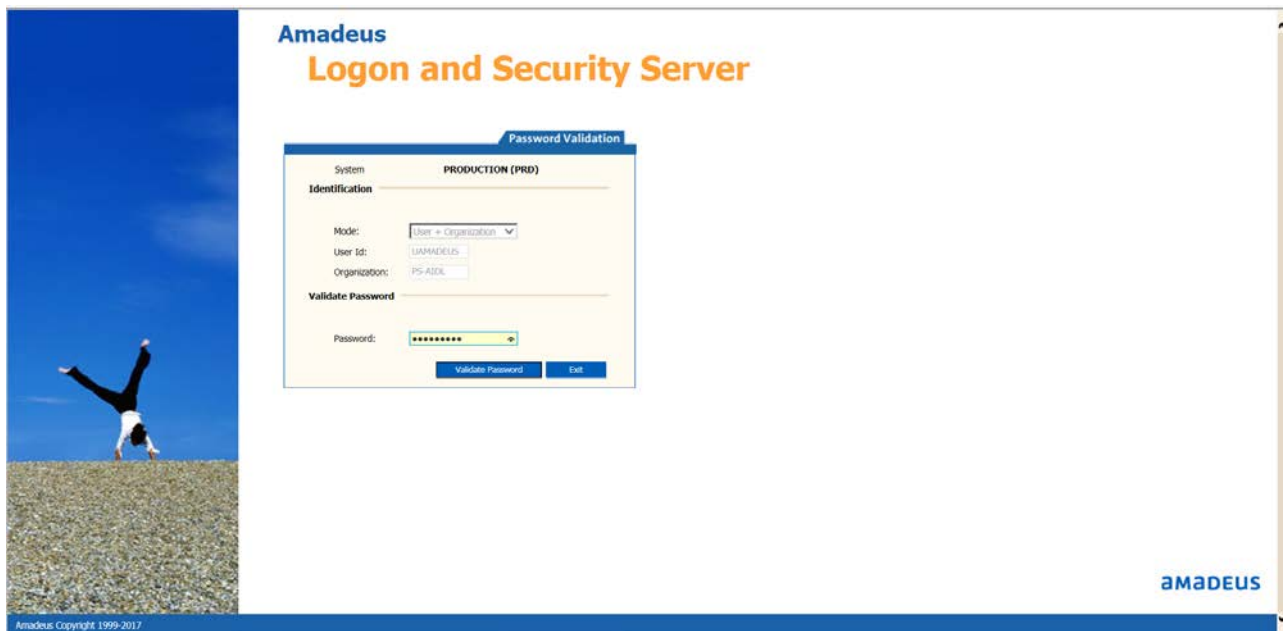 Amadeus
Logon and Security Server
Password Validation
System PRODUCTION (PRD)
Identification
Mode: User + Organization
User Id: UAMADEUS
Organization: PS-AIDL
Validate Password
Password: •••••••••
Validate Password Exit
amadeus
Amadeus Copyright 1999-2017